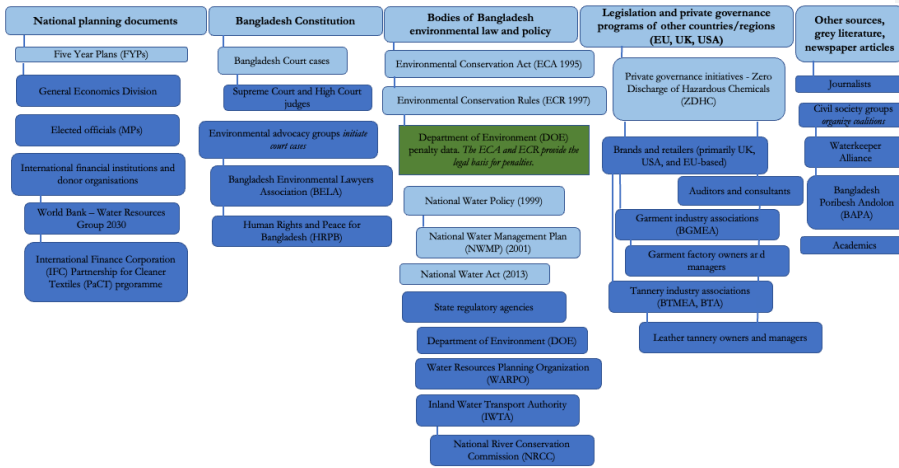 National planning documents
Five Year Plans (FYPs)
General Economics Division
Elected officials (MPs)
International financial institutions and
donor organisations
World Bank – Water Resources
Group 2030
International Finance Corporation
(IFC) Partnership for Cleaner
Textiles (PaCT) prgoramme
Bangladesh Constitution
Bangladesh Court cases
Supreme Court and High Court
judges
Environmental advocacy groups initiate
court cases
Bangladesh Environmental Lawyers
Association (BELA)
Human Rights and Peace for
Bangladesh (HRPB)
Bodies of Bangladesh
environmental law and policy
Environmental Conservation Act (ECA 1995)
Environmental Conservation Rules (ECR 1997)
Department of Environment (DOE)
penalty data. The ECA and ECR provide the
legal basis for penalties.
National Water Policy (1999)
National Water Management Plan
(NWMP) (2001)
National Water Act (2013)
State regulatory agencies
Department of Environment (DOE)
Water Resources Planning Organization
(WARPO)
Inland Water Transport Authority
(IWTA)
National River Conservation
Commission (NRCC)
Legislation and private governance
programs of other countries/regions
(EU, UK, USA)
Private governance initiatives - Zero
Discharge of Hazardous Chemicals
(ZDHC)
Brands and retailers (primarily UK,
USA, and EU-based)
Auditors and consultants
Garment industry associations
(BGMEA)
Garment factory owners and
managers
Tannery industry associations
(BTMEA, BTA)
Leather tannery owners and managers
Other sources,
grey literature,
newspaper articles
Journalists
Civil society groups
organize coalitions
Waterkeeper
Alliance
Bangladesh
Poribesh Andolon
(BAPA)
Academics